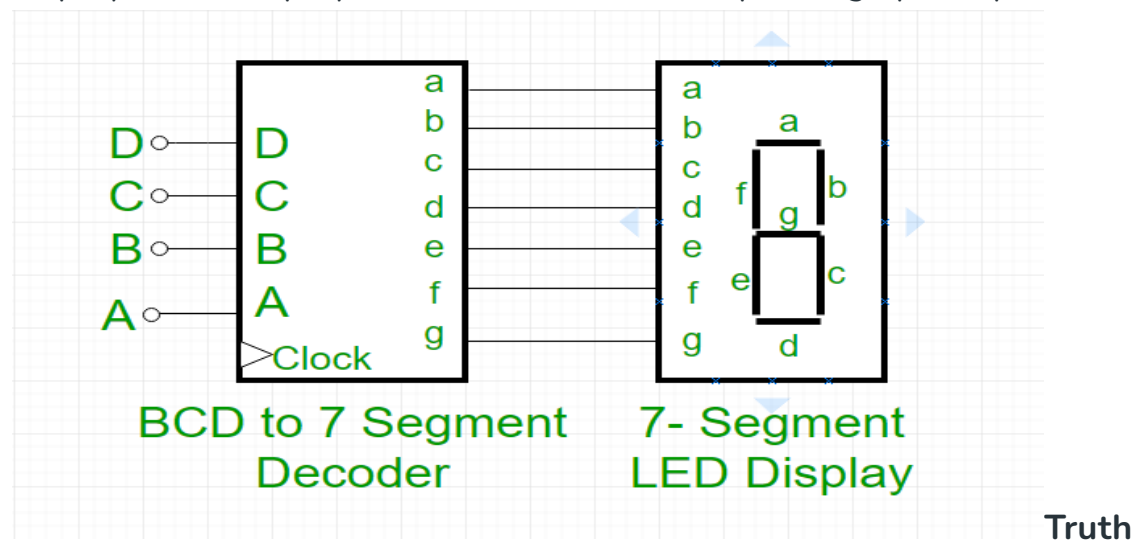 D D a a a
C C b b f b
B B c c g
A A d d e c
Clock e e d
f f
g g
BCD to 7 Segment 7- Segment
Decoder LED Display
Truth